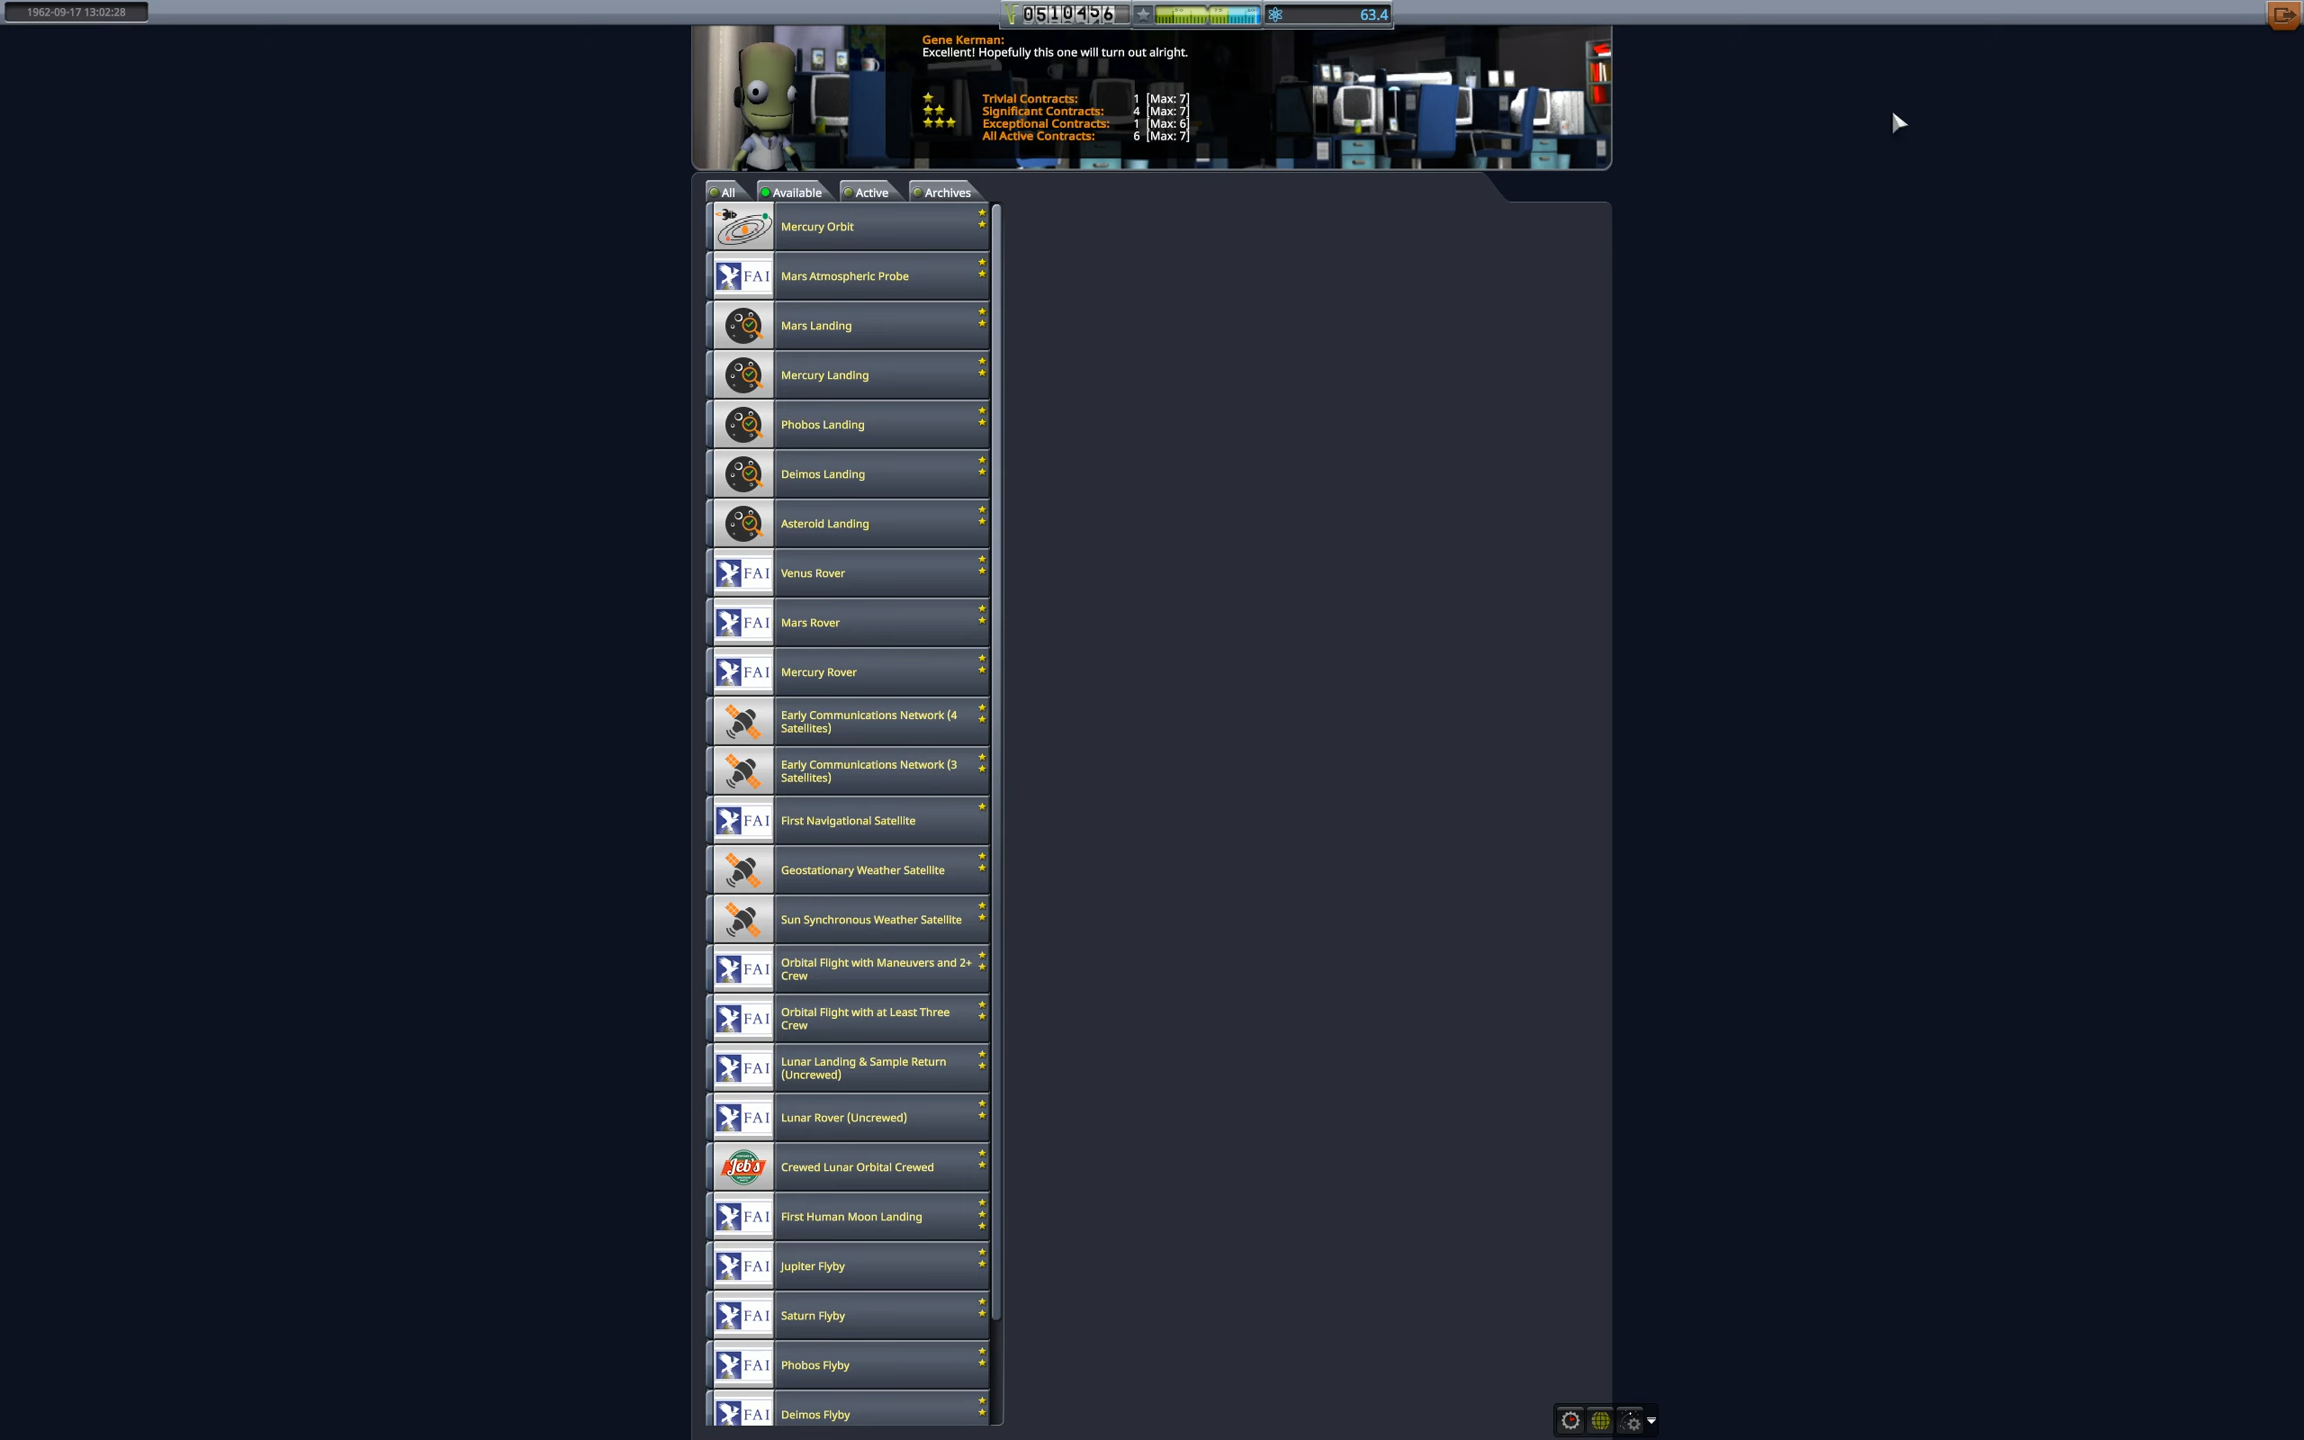 1962-09-17 13:02:28
0510456
63.4
Gene Kerman:
Excellent! Hopefully this one will turn out alright.
Trivial Contracts: 1 [Max: 7]
Significant Contracts: 4 [Max: 7]
Exceptional Contracts: 1 [Max: 6]
All Active Contracts: 6 [Max: 7]
All
Available
Active
Archives
Mercury Orbit
FAI Mars Atmospheric Probe
Mars Landing
Mercury Landing
Phobos Landing
Deimos Landing
Asteroid Landing
FAI Venus Rover
FAI Mars Rover
FAI Mercury Rover
Early Communications Network (4
Satellites)
Early Communications Network (3
Satellites)
FAI First Navigational Satellite
Geostationary Weather Satellite
Sun Synchronous Weather Satellite
FAI Orbital Flight with Maneuvers and 2+
Crew
FAI Orbital Flight with at Least Three
Crew
FAI Lunar Landing & Sample Return
(Uncrewed)
FAI Lunar Rover (Uncrewed)
Jeb's Crewed Lunar Orbital Crewed
FAI First Human Moon Landing
FAI Jupiter Flyby
FAI Saturn Flyby
FAI Phobos Flyby
FAI Deimos Flyby